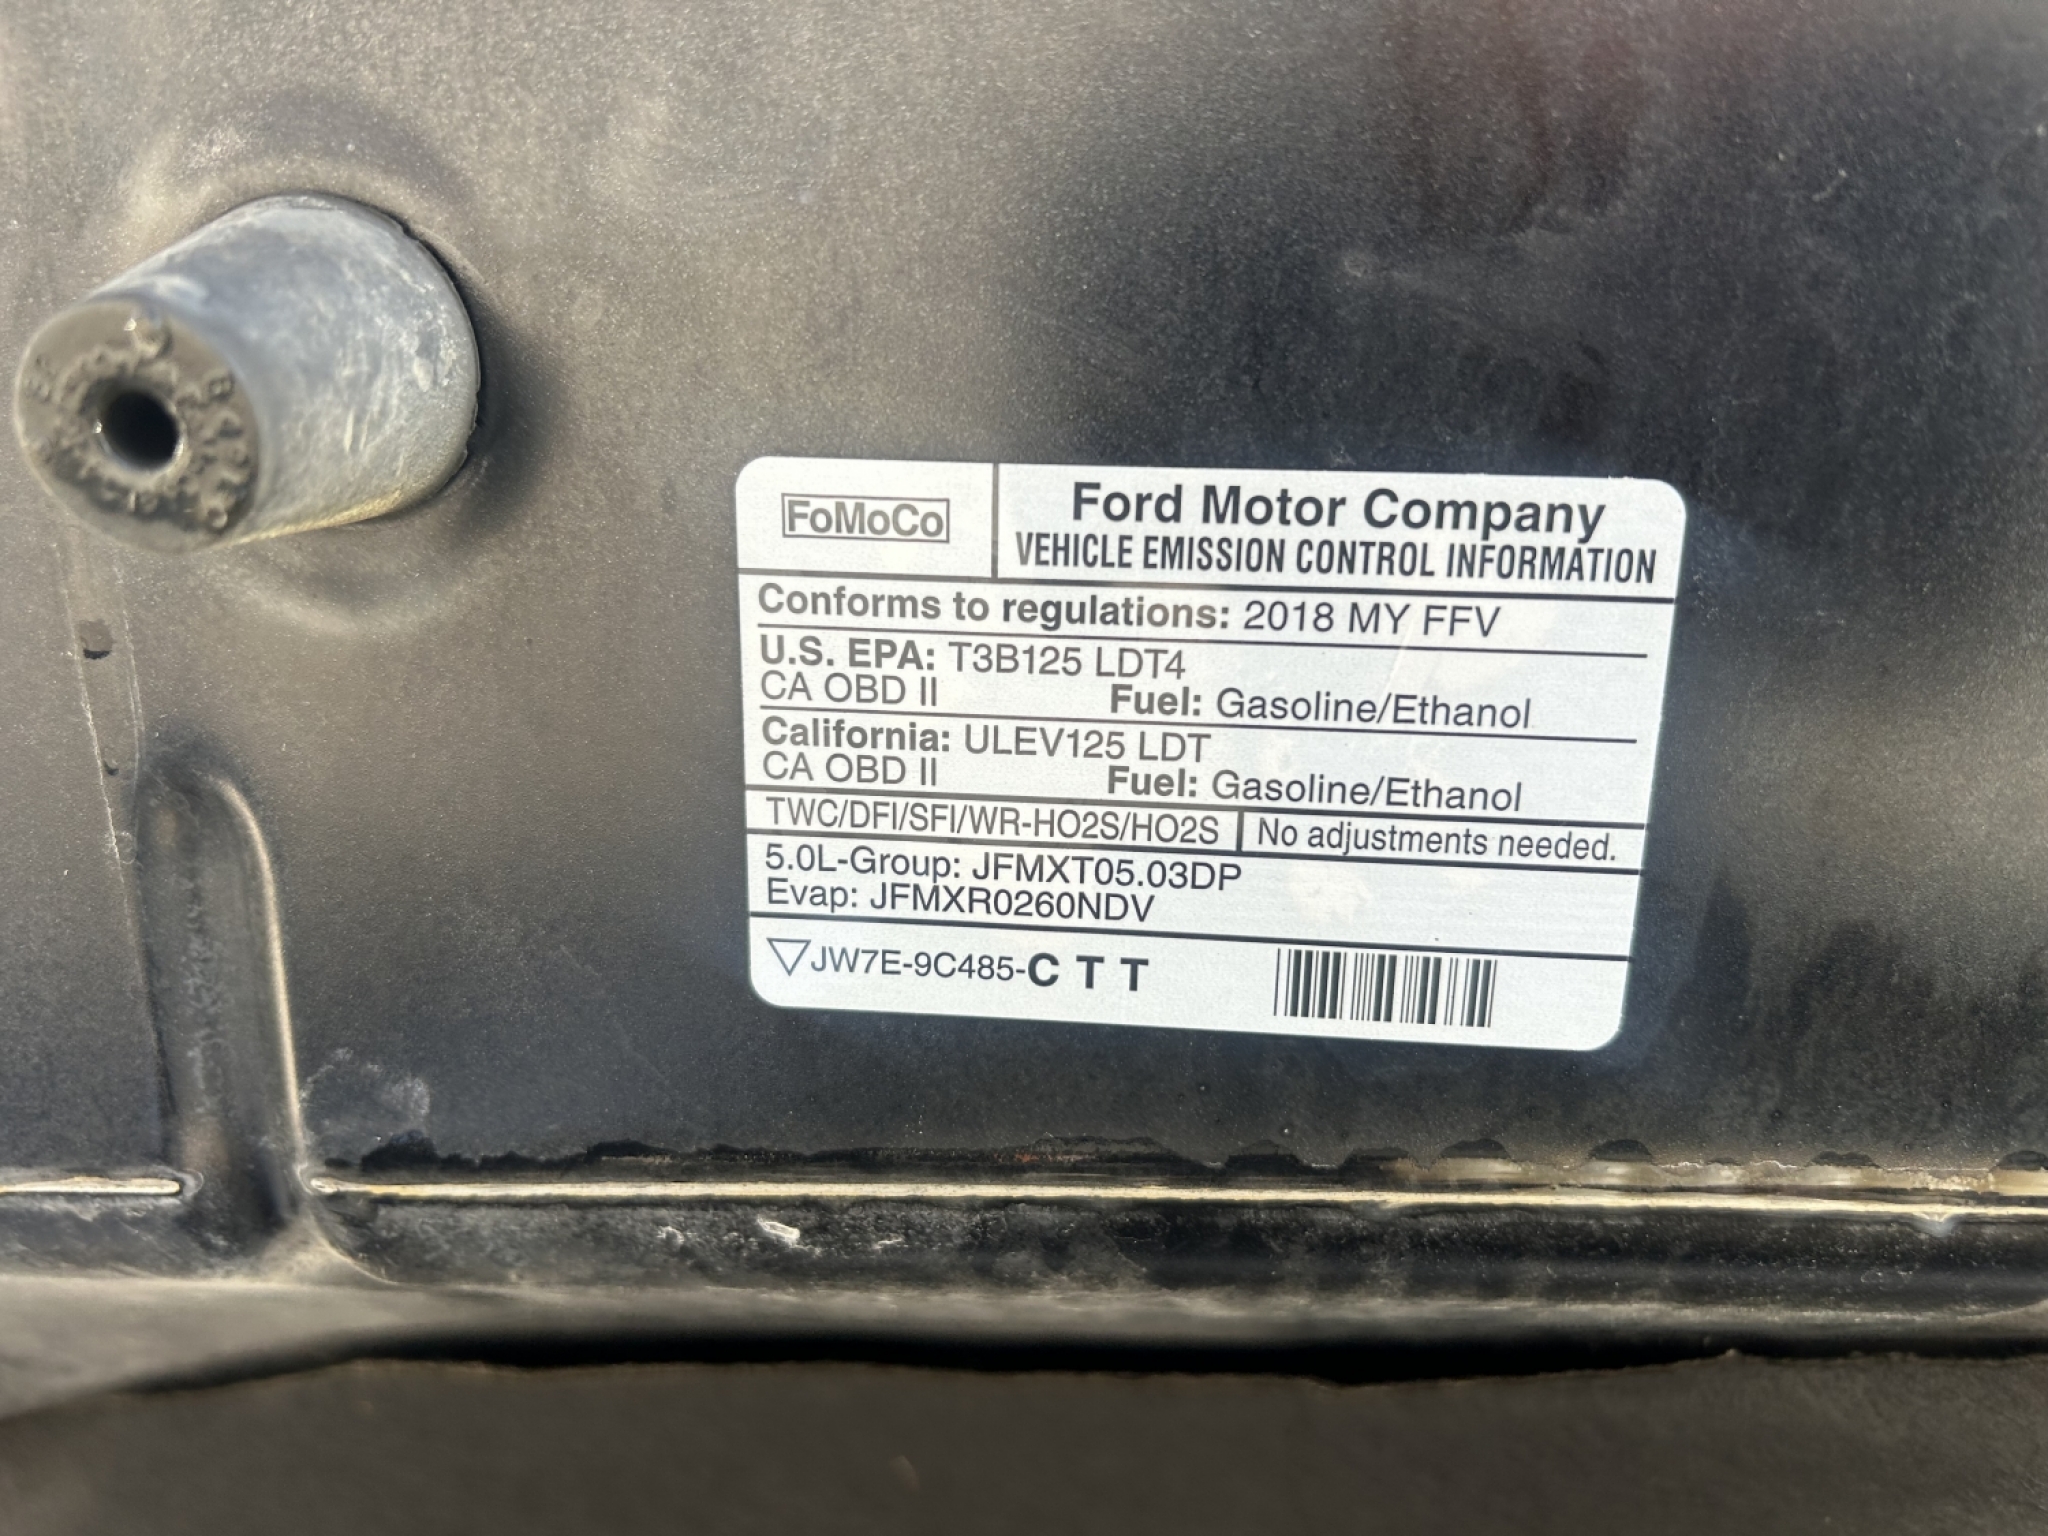 FoMoCo
Ford Motor Company
VEHICLE EMISSION CONTROL INFORMATION
Conforms to regulations: 2018 MY FFV
U.S. EPA: T3B125 LDT4
CA OBD II Fuel: Gasoline/Ethanol
California: ULEV125 LDT
CA OBD II Fuel: Gasoline/Ethanol
TWC/DFI/SFI/WR-HO2S/HO2S No adjustments needed.
5.0L-Group: JFMXT05.03DP
Evap: JFMXR0260NDV
JW7E-9C485-C T T